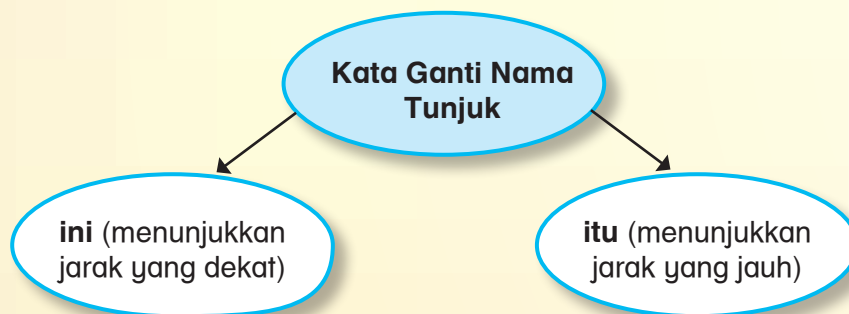 Kata Ganti Nama
Tunjuk
ini (menunjukkan
jarak yang dekat)
itu (menunjukkan
jarak yang jauh)